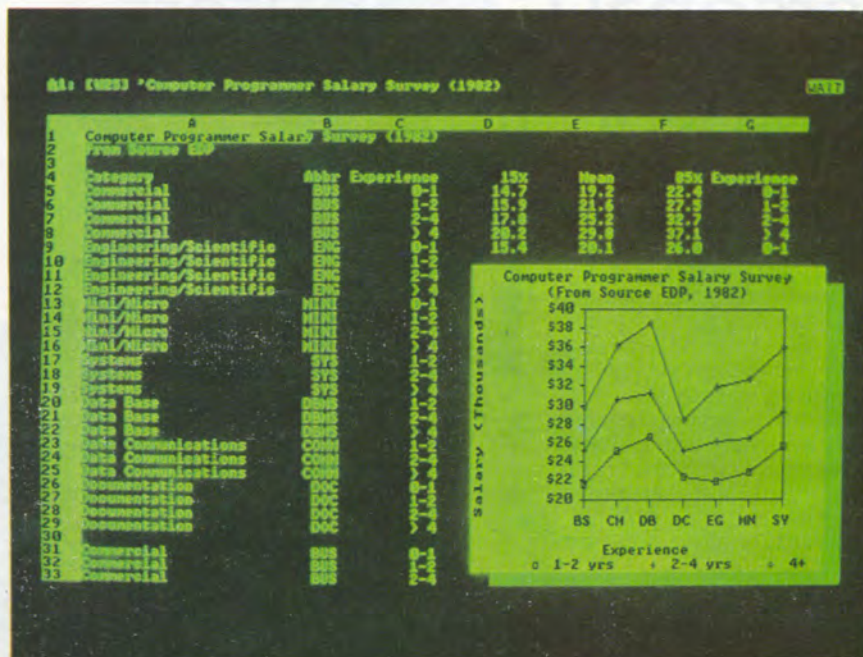 A1: [W25] 'Computer Programmer Salary Survey (1982)
WAIT
A B C D E F G
1 Computer Programmer Salary Survey (1982)
2 From Source EDP
3
4 Category Abbr Experience 15% Mean 85% Experience
5 Commercial BUS 0-1 14.7 19.2 22.4 0-1
6 Commercial BUS 1-2 15.9 21.6 27.5 1-2
7 Commercial BUS 2-4 17.8 25.2 32.7 2-4
8 Commercial BUS > 4 20.2 29.8 37.1 > 4
9 Engineering/Scientific ENG 0-1 15.4 20.1 26.0 0-1
10 Engineering/Scientific ENG 1-2
11 Engineering/Scientific ENG 2-4
12 Engineering/Scientific ENG > 4
13 Mini/Micro MINI 0-1
14 Mini/Micro MINI 1-2
15 Mini/Micro MINI 2-4
16 Mini/Micro MINI > 4
17 Systems SYS 1-2
18 Systems SYS 2-4
19 Systems SYS > 4
20 Data Base DBMS 1-2
21 Data Base DBMS 2-4
22 Data Base DBMS > 4
23 Data Communications COMM 1-2
24 Data Communications COMM 2-4
25 Data Communications COMM > 4
26 Documentation DOC 0-1
27 Documentation DOC 1-2
28 Documentation DOC 2-4
29 Documentation DOC > 4
30
31 Commercial BUS 0-1
32 Commercial BUS 1-2
33 Commercial BUS 2-4
Computer Programmer Salary Survey
(From Source EDP, 1982)
Salary (Thousands)
$40
$38
$36
$34
$32
$30
$28
$26
$24
$22
$20
BS CM DB DC EG MN SY
Experience
1-2 yrs 2-4 yrs 4+